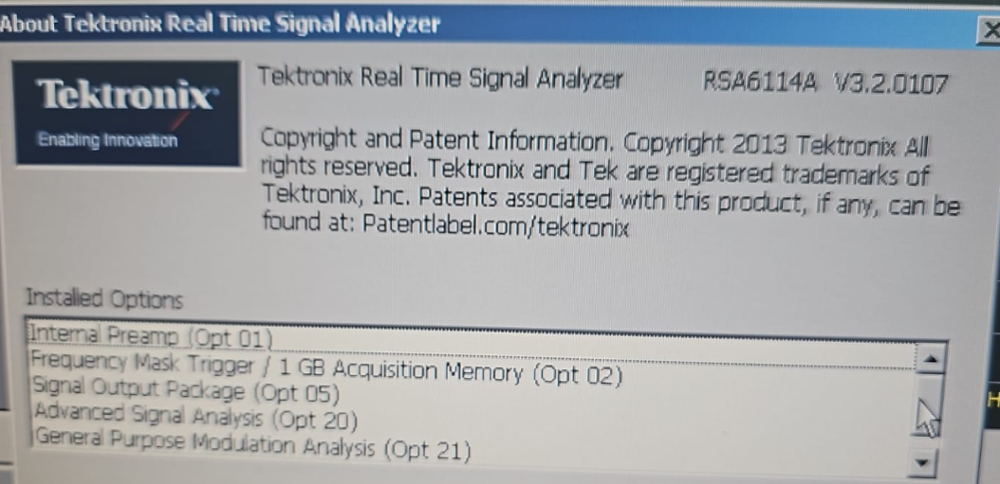 About Tektronix Real Time Signal Analyzer
Tektronix
Enabling Innovation
Tektronix Real Time Signal Analyzer RSA6114A V3.2.0107
Copyright and Patent Information. Copyright 2013 Tektronix All
rights reserved. Tektronix and Tek are registered trademarks of
Tektronix, Inc. Patents associated with this product, if any, can be
found at: Patentlabel.com/tektronix
Installed Options
Internal Preamp (Opt 01)
Frequency Mask Trigger / 1 GB Acquisition Memory (Opt 02)
Signal Output Package (Opt 05)
Advanced Signal Analysis (Opt 20)
General Purpose Modulation Analysis (Opt 21)